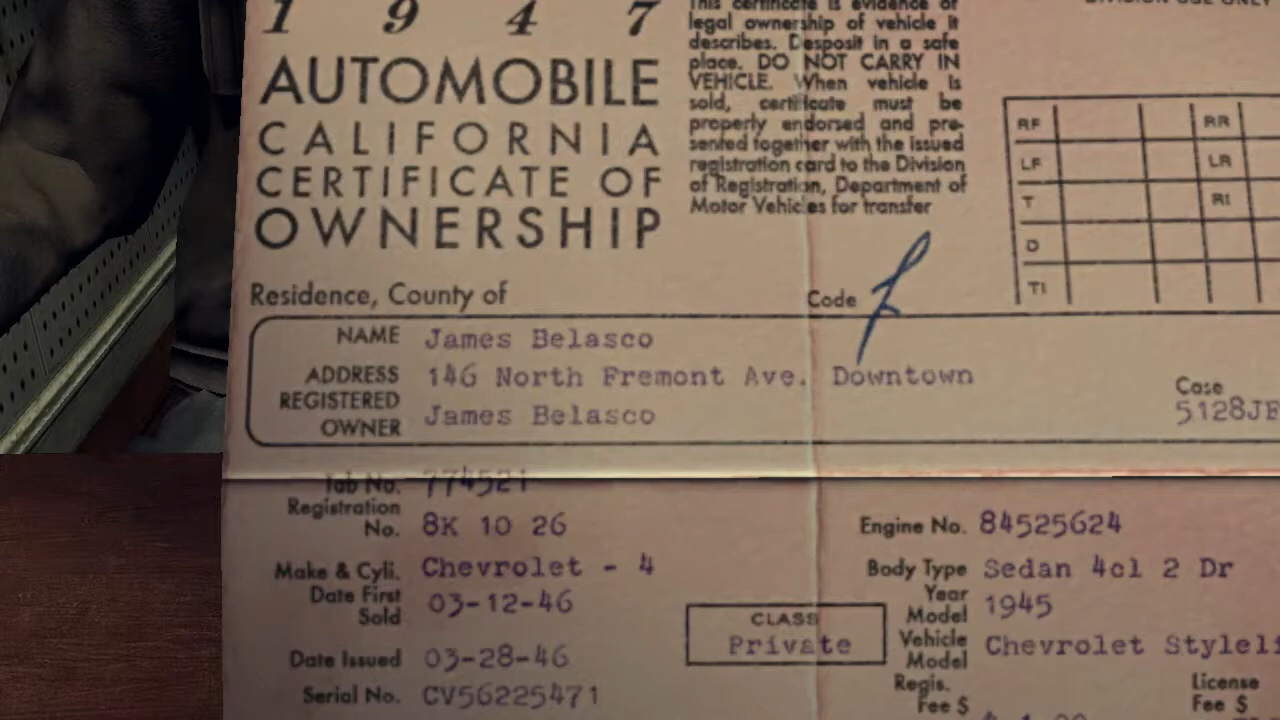 1 9 4 7
AUTOMOBILE
CALIFORNIA
CERTIFICATE OF
OWNERSHIP
This certificate is evidence of
legal ownership of vehicle it
describes. Desposit in a safe
place. DO NOT CARRY IN
VEHICLE. When vehicle is
sold, certificate must be
properly endorsed and pre-
sented together with the issued
registration card to the Division
of Registration, Department of
Motor Vehicles for transfer
DIVISION USE ONLY
RF RR
LF LR
T RI
D
TI
Residence, County of
Code
NAME James Belasco
ADDRESS 146 North Fremont Ave. Downtown
REGISTERED
OWNER James Belasco
Case
5128JE
Tab No. 774521
Registration
No. 8K 10 26
Engine No. 84525624
Make & Cyli. Chevrolet - 4
Body Type Sedan 4cl 2 Dr
Date First
Sold 03-12-46
Year
Model 1945
CLASS
Private
Vehicle
Model Chevrolet Styleli
Date Issued 03-28-46
Serial No. CV56225471
Regis.
Fee $
License
Fee $